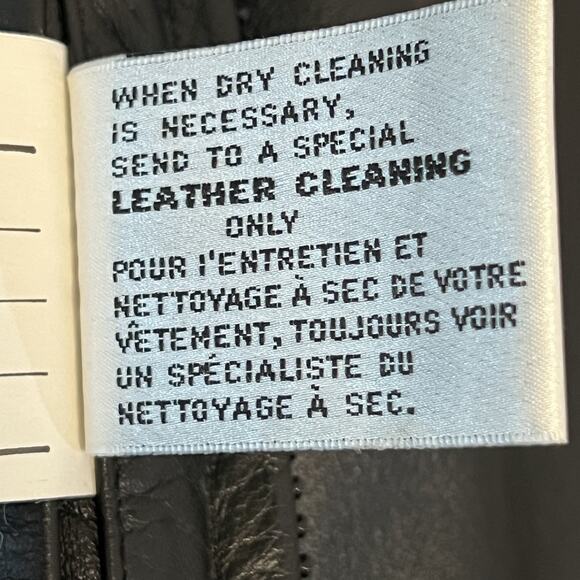 WHEN DRY CLEANING
IS NECESSARY,
SEND TO A SPECIAL
LEATHER CLEANING
ONLY
POUR I'ENTRETIEN ET
NETTOYAGE À SEC DE VOTRE
VÊTEMENT, TOUJOURS VOIR
UN SPÉCIALISTE DU
NETTOYAGE À SEC.